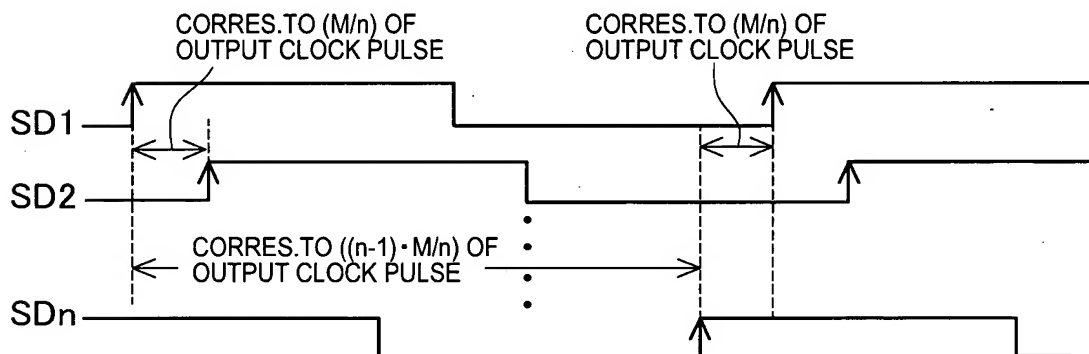 CORRES.TO (M/n) OF
OUTPUT CLOCK PULSE
CORRES.TO (M/n) OF
OUTPUT CLOCK PULSE
SD1
SD2
CORRES.TO ((n-1)·M/n) OF
OUTPUT CLOCK PULSE
SDn